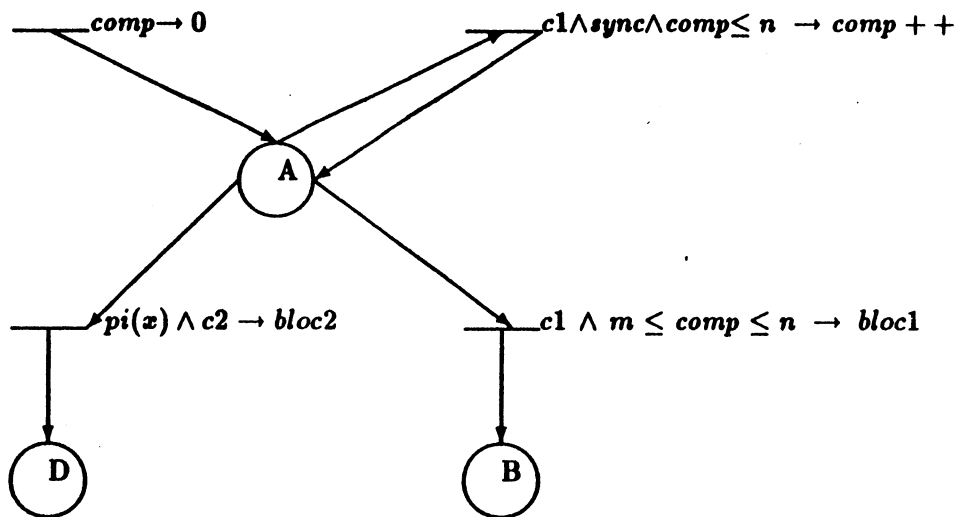 comp→ 0
c1∧sync∧comp≤ n → comp + +
A
pi(x) ∧ c2 → bloc2
c1 ∧ m ≤ comp ≤ n → bloc1
D
B